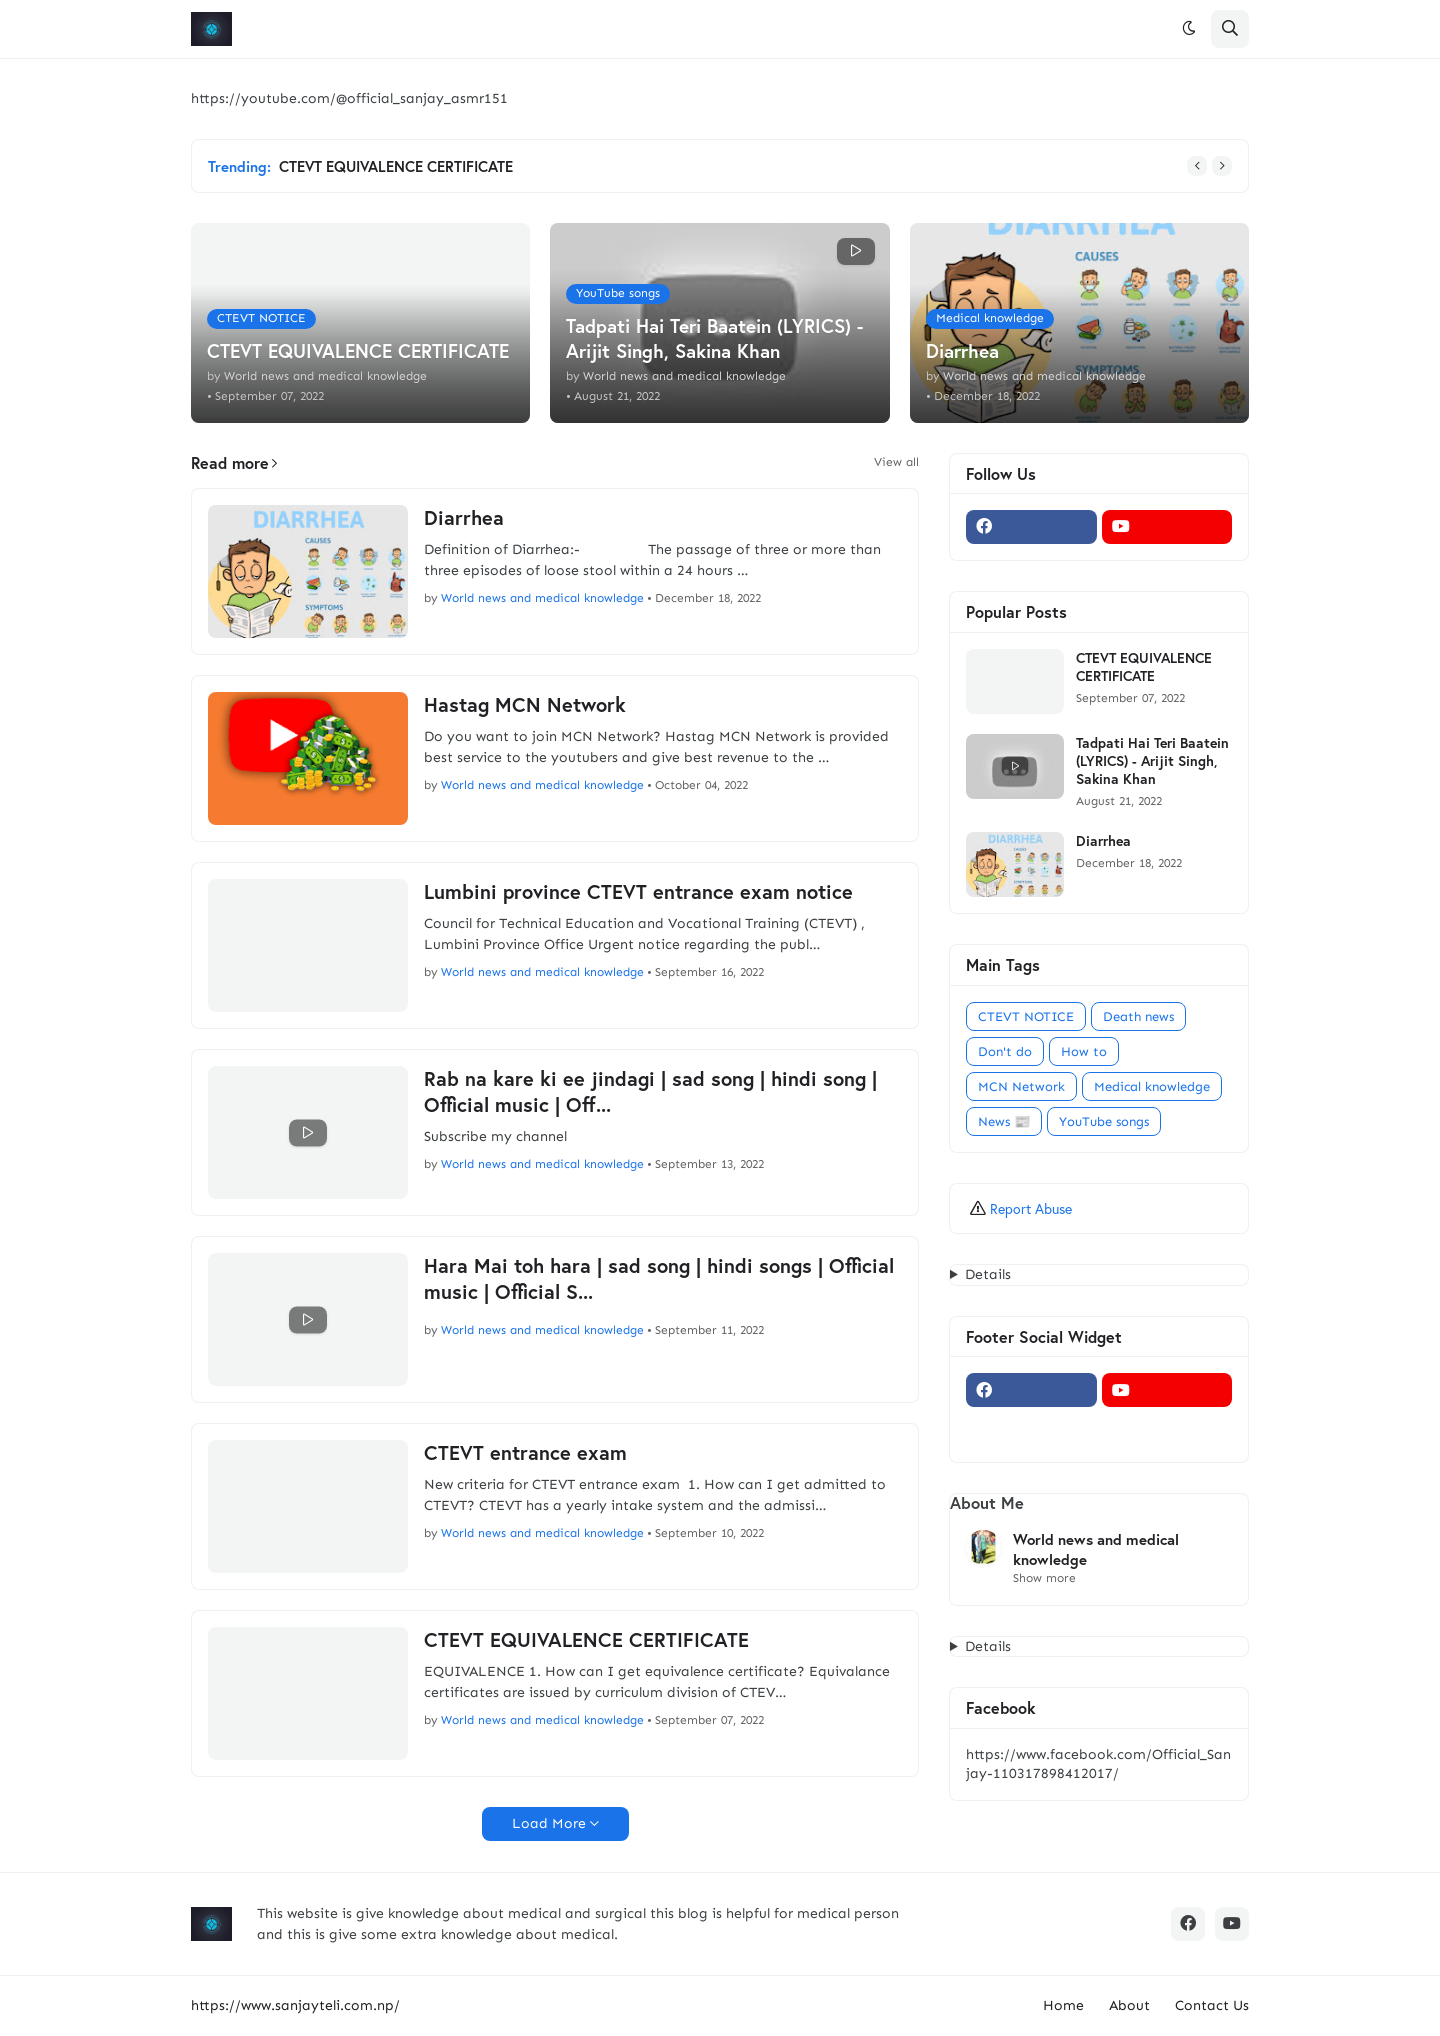 https://youtube.com/@official_sanjay_asmr151
Trending: CTEVT EQUIVALENCE CERTIFICATE
CTEVT NOTICE
CTEVT EQUIVALENCE CERTIFICATE
by World news and medical knowledge
• September 07, 2022
YouTube songs
Tadpati Hai Teri Baatein (LYRICS) -
Arijit Singh, Sakina Khan
by World news and medical knowledge
• August 21, 2022
DIARRHEA
CAUSES
SYMPTOMS
Medical knowledge
Diarrhea
by World news and medical knowledge
• December 18, 2022
Read more
View all
DIARRHEA
CAUSES
SYMPTOMS
Diarrhea
Definition of Diarrhea:- The passage of three or more than
three episodes of loose stool within a 24 hours ...
by World news and medical knowledge • December 18, 2022
Hastag MCN Network
Do you want to join MCN Network? Hastag MCN Network is provided
best service to the youtubers and give best revenue to the ...
by World news and medical knowledge • October 04, 2022
Lumbini province CTEVT entrance exam notice
Council for Technical Education and Vocational Training (CTEVT) ,
Lumbini Province Office Urgent notice regarding the publ...
by World news and medical knowledge • September 16, 2022
Rab na kare ki ee jindagi | sad song | hindi song |
Official music | Off...
Subscribe my channel
by World news and medical knowledge • September 13, 2022
Hara Mai toh hara | sad song | hindi songs | Official
music | Official S...
by World news and medical knowledge • September 11, 2022
CTEVT entrance exam
New criteria for CTEVT entrance exam 1. How can I get admitted to
CTEVT? CTEVT has a yearly intake system and the admissi...
by World news and medical knowledge • September 10, 2022
CTEVT EQUIVALENCE CERTIFICATE
EQUIVALENCE 1. How can I get equivalence certificate? Equivalance
certificates are issued by curriculum division of CTEV...
by World news and medical knowledge • September 07, 2022
Load More
Follow Us
Popular Posts
CTEVT EQUIVALENCE
CERTIFICATE
September 07, 2022
Tadpati Hai Teri Baatein
(LYRICS) - Arijit Singh,
Sakina Khan
August 21, 2022
DIARRHEA
Diarrhea
December 18, 2022
Main Tags
CTEVT NOTICE
Death news
Don't do
How to
MCN Network
Medical knowledge
News 📰
YouTube songs
Report Abuse
Details
Footer Social Widget
About Me
World news and medical
knowledge
Show more
Details
Facebook
https://www.facebook.com/Official_San
jay-110317898412017/
This website is give knowledge about medical and surgical this blog is helpful for medical person
and this is give some extra knowledge about medical.
https://www.sanjayteli.com.np/
Home
About
Contact Us